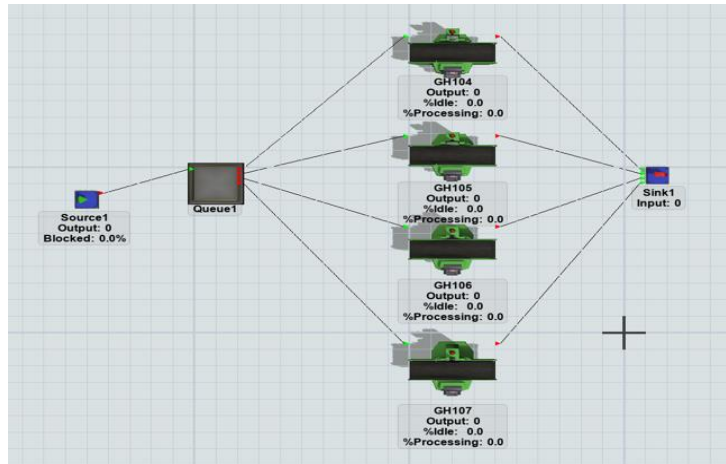 GH104
Output: 0
%Idle: 0.0
%Processing: 0.0
GH105
Output: 0
%Idle: 0.0
%Processing: 0.0
Source1
Output: 0
Blocked: 0.0%
Queue1
Sink1
Input: 0
GH106
Output: 0
%Idle: 0.0
%Processing: 0.0
GH107
Output: 0
%Idle: 0.0
%Processing: 0.0